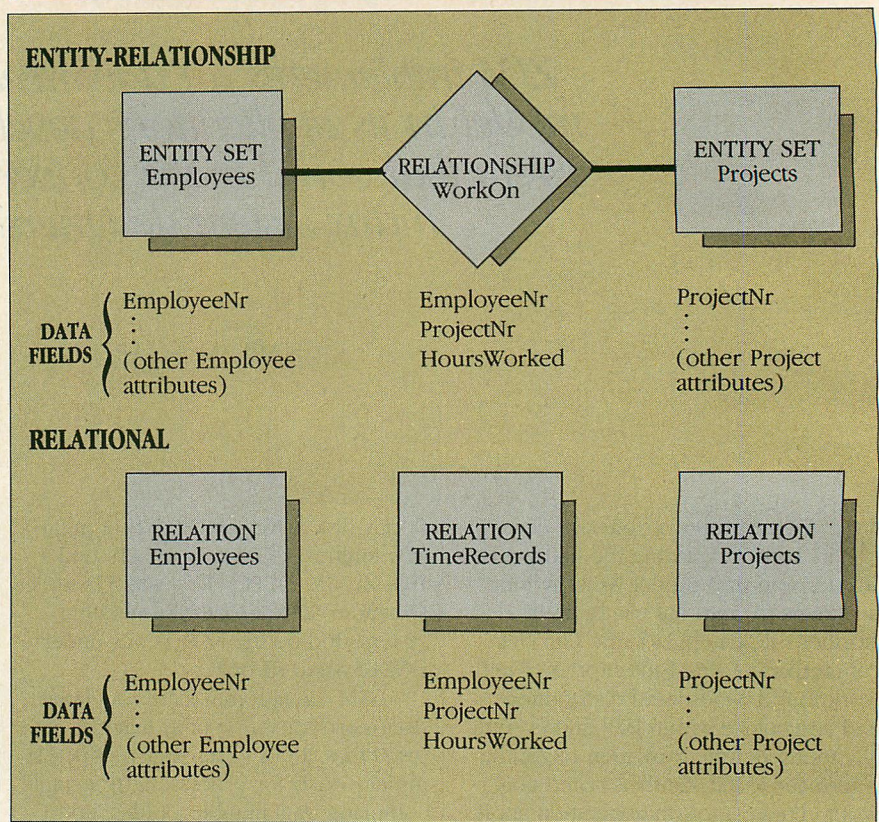 ENTITY-RELATIONSHIP
ENTITY SET
Employees
RELATIONSHIP
WorkOn
ENTITY SET
Projects
DATA
FIELDS
EmployeeNr
(other Employee
attributes)
EmployeeNr
ProjectNr
HoursWorked
ProjectNr
(other Project
attributes)
RELATIONAL
RELATION
Employees
RELATION
TimeRecords
RELATION
Projects
DATA
FIELDS
EmployeeNr
(other Employee
attributes)
EmployeeNr
ProjectNr
HoursWorked
ProjectNr
(other Project
attributes)